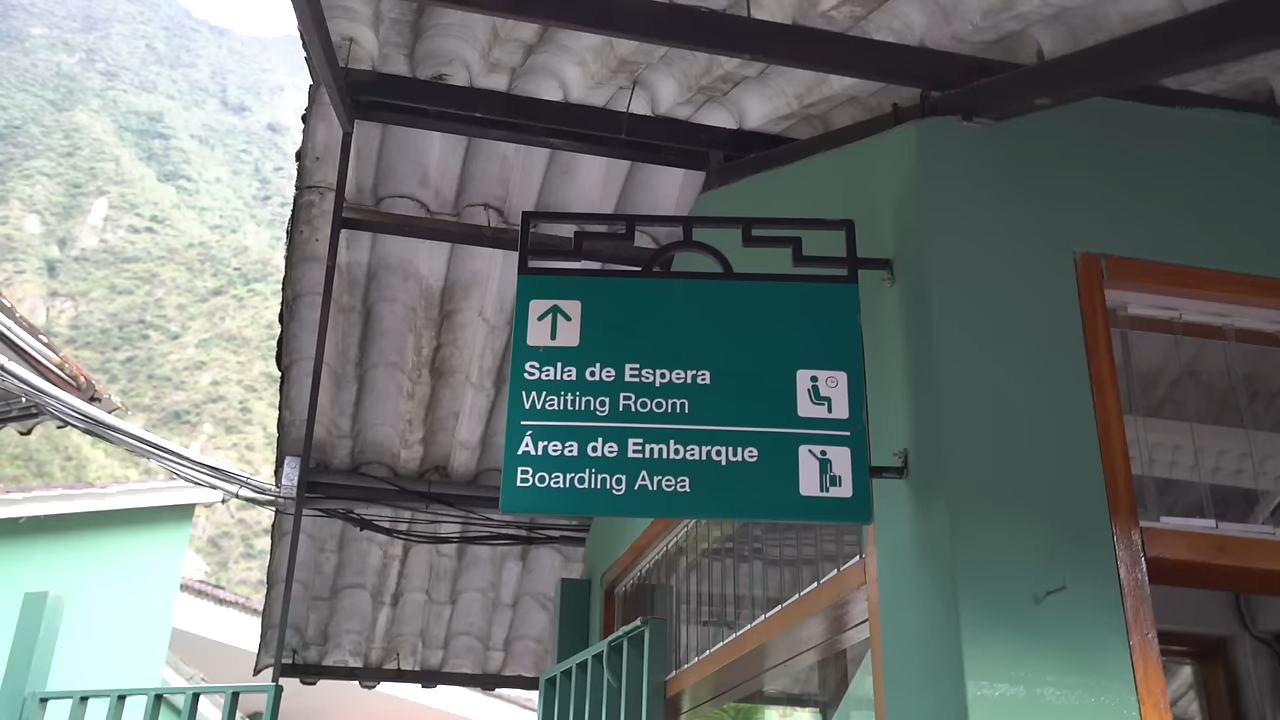 Sala de Espera
Waiting Room
Área de Embarque
Boarding Area